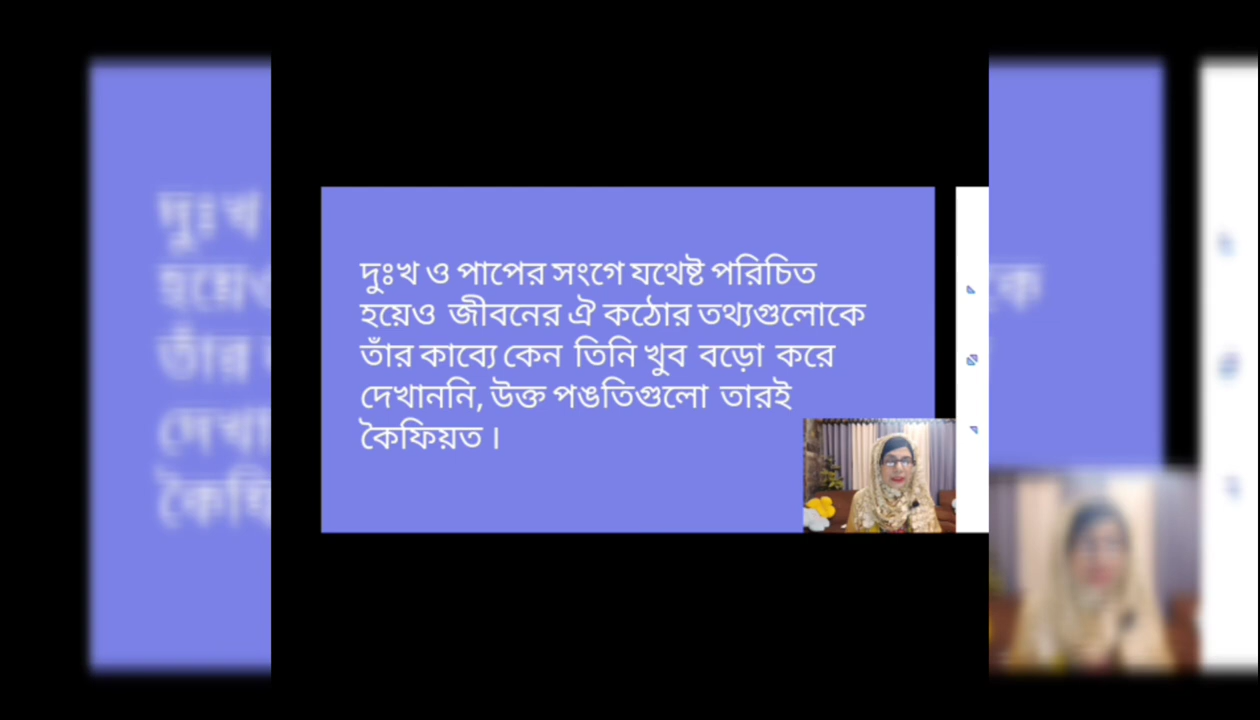 দুঃখ ও পাপের সংগে যথেষ্ট পরিচিত
হয়েও জীবনের ঐ কঠোর তথ্যগুলোকে
তাঁর কাব্যে কেন তিনি খুব বড়ো করে
দেখাননি, উক্ত পঙতিগুলো তারই
কৈফিয়ত ।